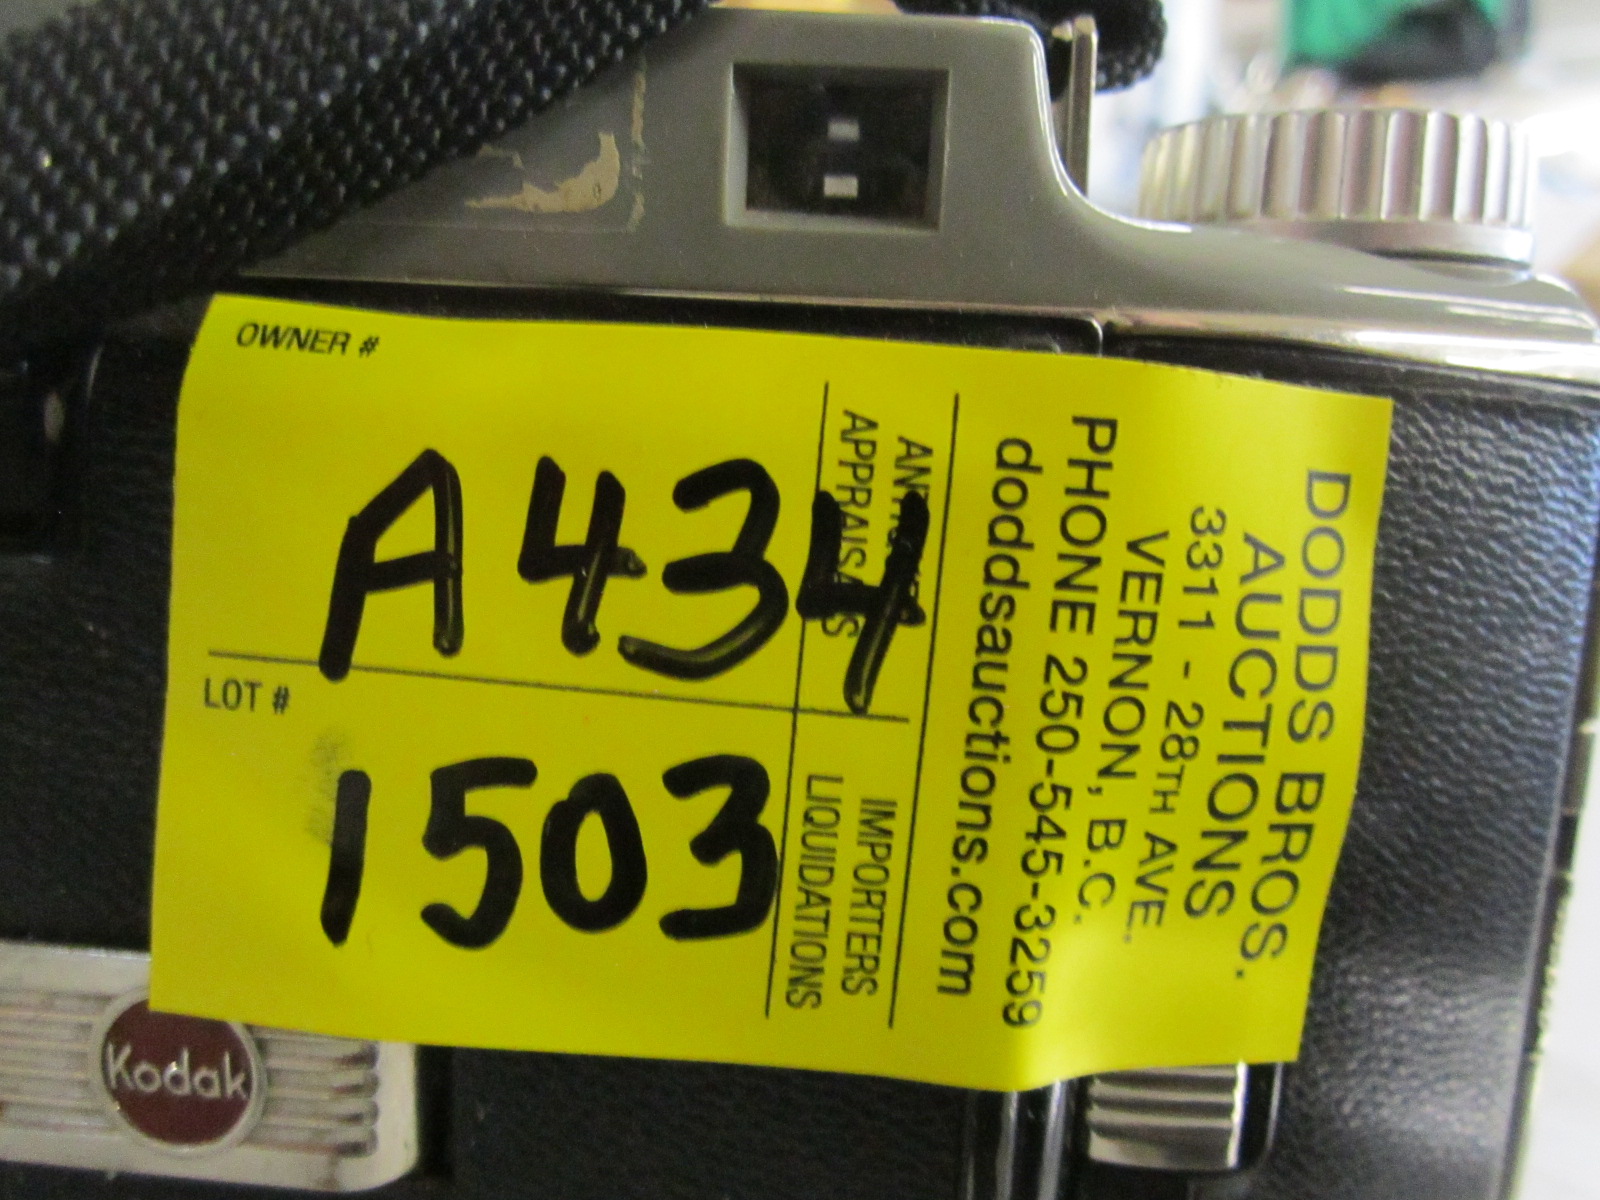 OWNER #
A434
LOT #
1503
APPRAISALS
IMPORTERS
LIQUIDATIONS
DODDS BROS.
AUCTIONS
3311 - 28TH AVE.
VERNON, B.C.
PHONE 250-545-3259
doddsauctions.com
Kodak